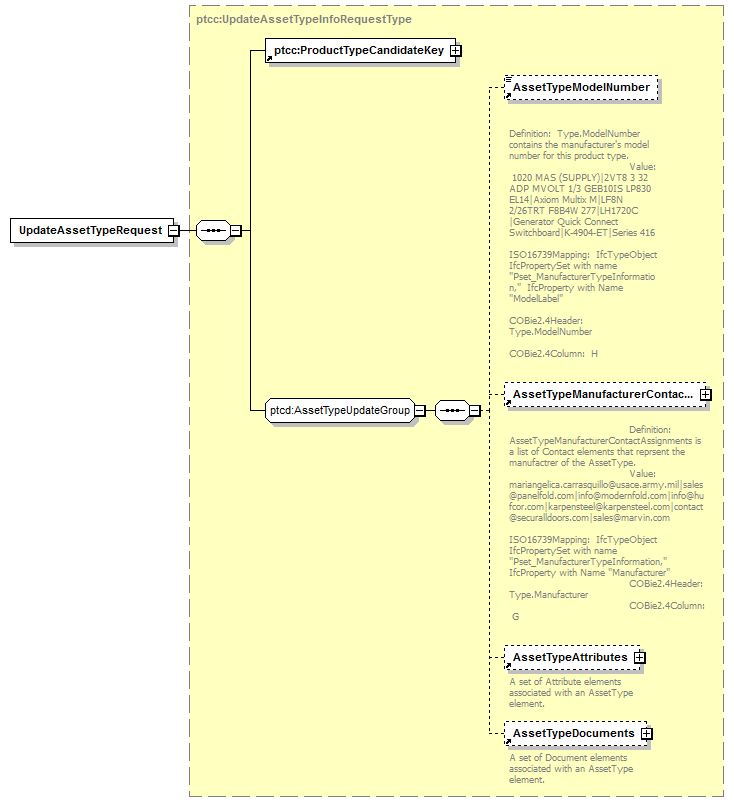 ptcc:UpdateAssetTypeInfoRequestType
ptcc:ProductTypeCandidateKey
AssetTypeModelNumber
Definition: Type.ModelNumber
contains the manufacturer's model
number for this product type.
Value:
1020 MAS (SUPPLY)|2VT8 3 32
ADP MVOLT 1/3 GEB10IS LP830
EL14|Axiom Multix M|LF8N
2/26TRT F8B4W 277|LH1720C
|Generator Quick Connect
Switchboard|K-4904-ET|Series 416
ISO16739Mapping: IfcTypeObject
IfcPropertySet with name
"Pset_ManufacturerTypeInformatio
n," IfcProperty with Name
"ModelLabel"
COBie2.4Header:
Type.ModelNumber
COBie2.4Column: H
UpdateAssetTypeRequest
ptcd:AssetTypeUpdateGroup
AssetTypeManufacturerContac...
Definition:
AssetTypeManufacturerContactAssignments is
a list of Contact elements that reprsent the
manufactrer of the AssetType.
Value:
mariangelica.carrasquillo@usace.army.mil|sales
@panelfold.com|info@modernfold.com|info@hu
fcor.com|karpensteel@karpensteel.com|contact
@securalldoors.com|sales@marvin.com
ISO16739Mapping: IfcTypeObject
IfcPropertySet with name
"Pset_ManufacturerTypeInformation,"
IfcProperty with Name "Manufacturer"
COBie2.4Header:
Type.Manufacturer
COBie2.4Column:
G
AssetTypeAttributes
A set of Attribute elements
associated with an AssetType
element.
AssetTypeDocuments
A set of Document elements
associated with an AssetType
element.